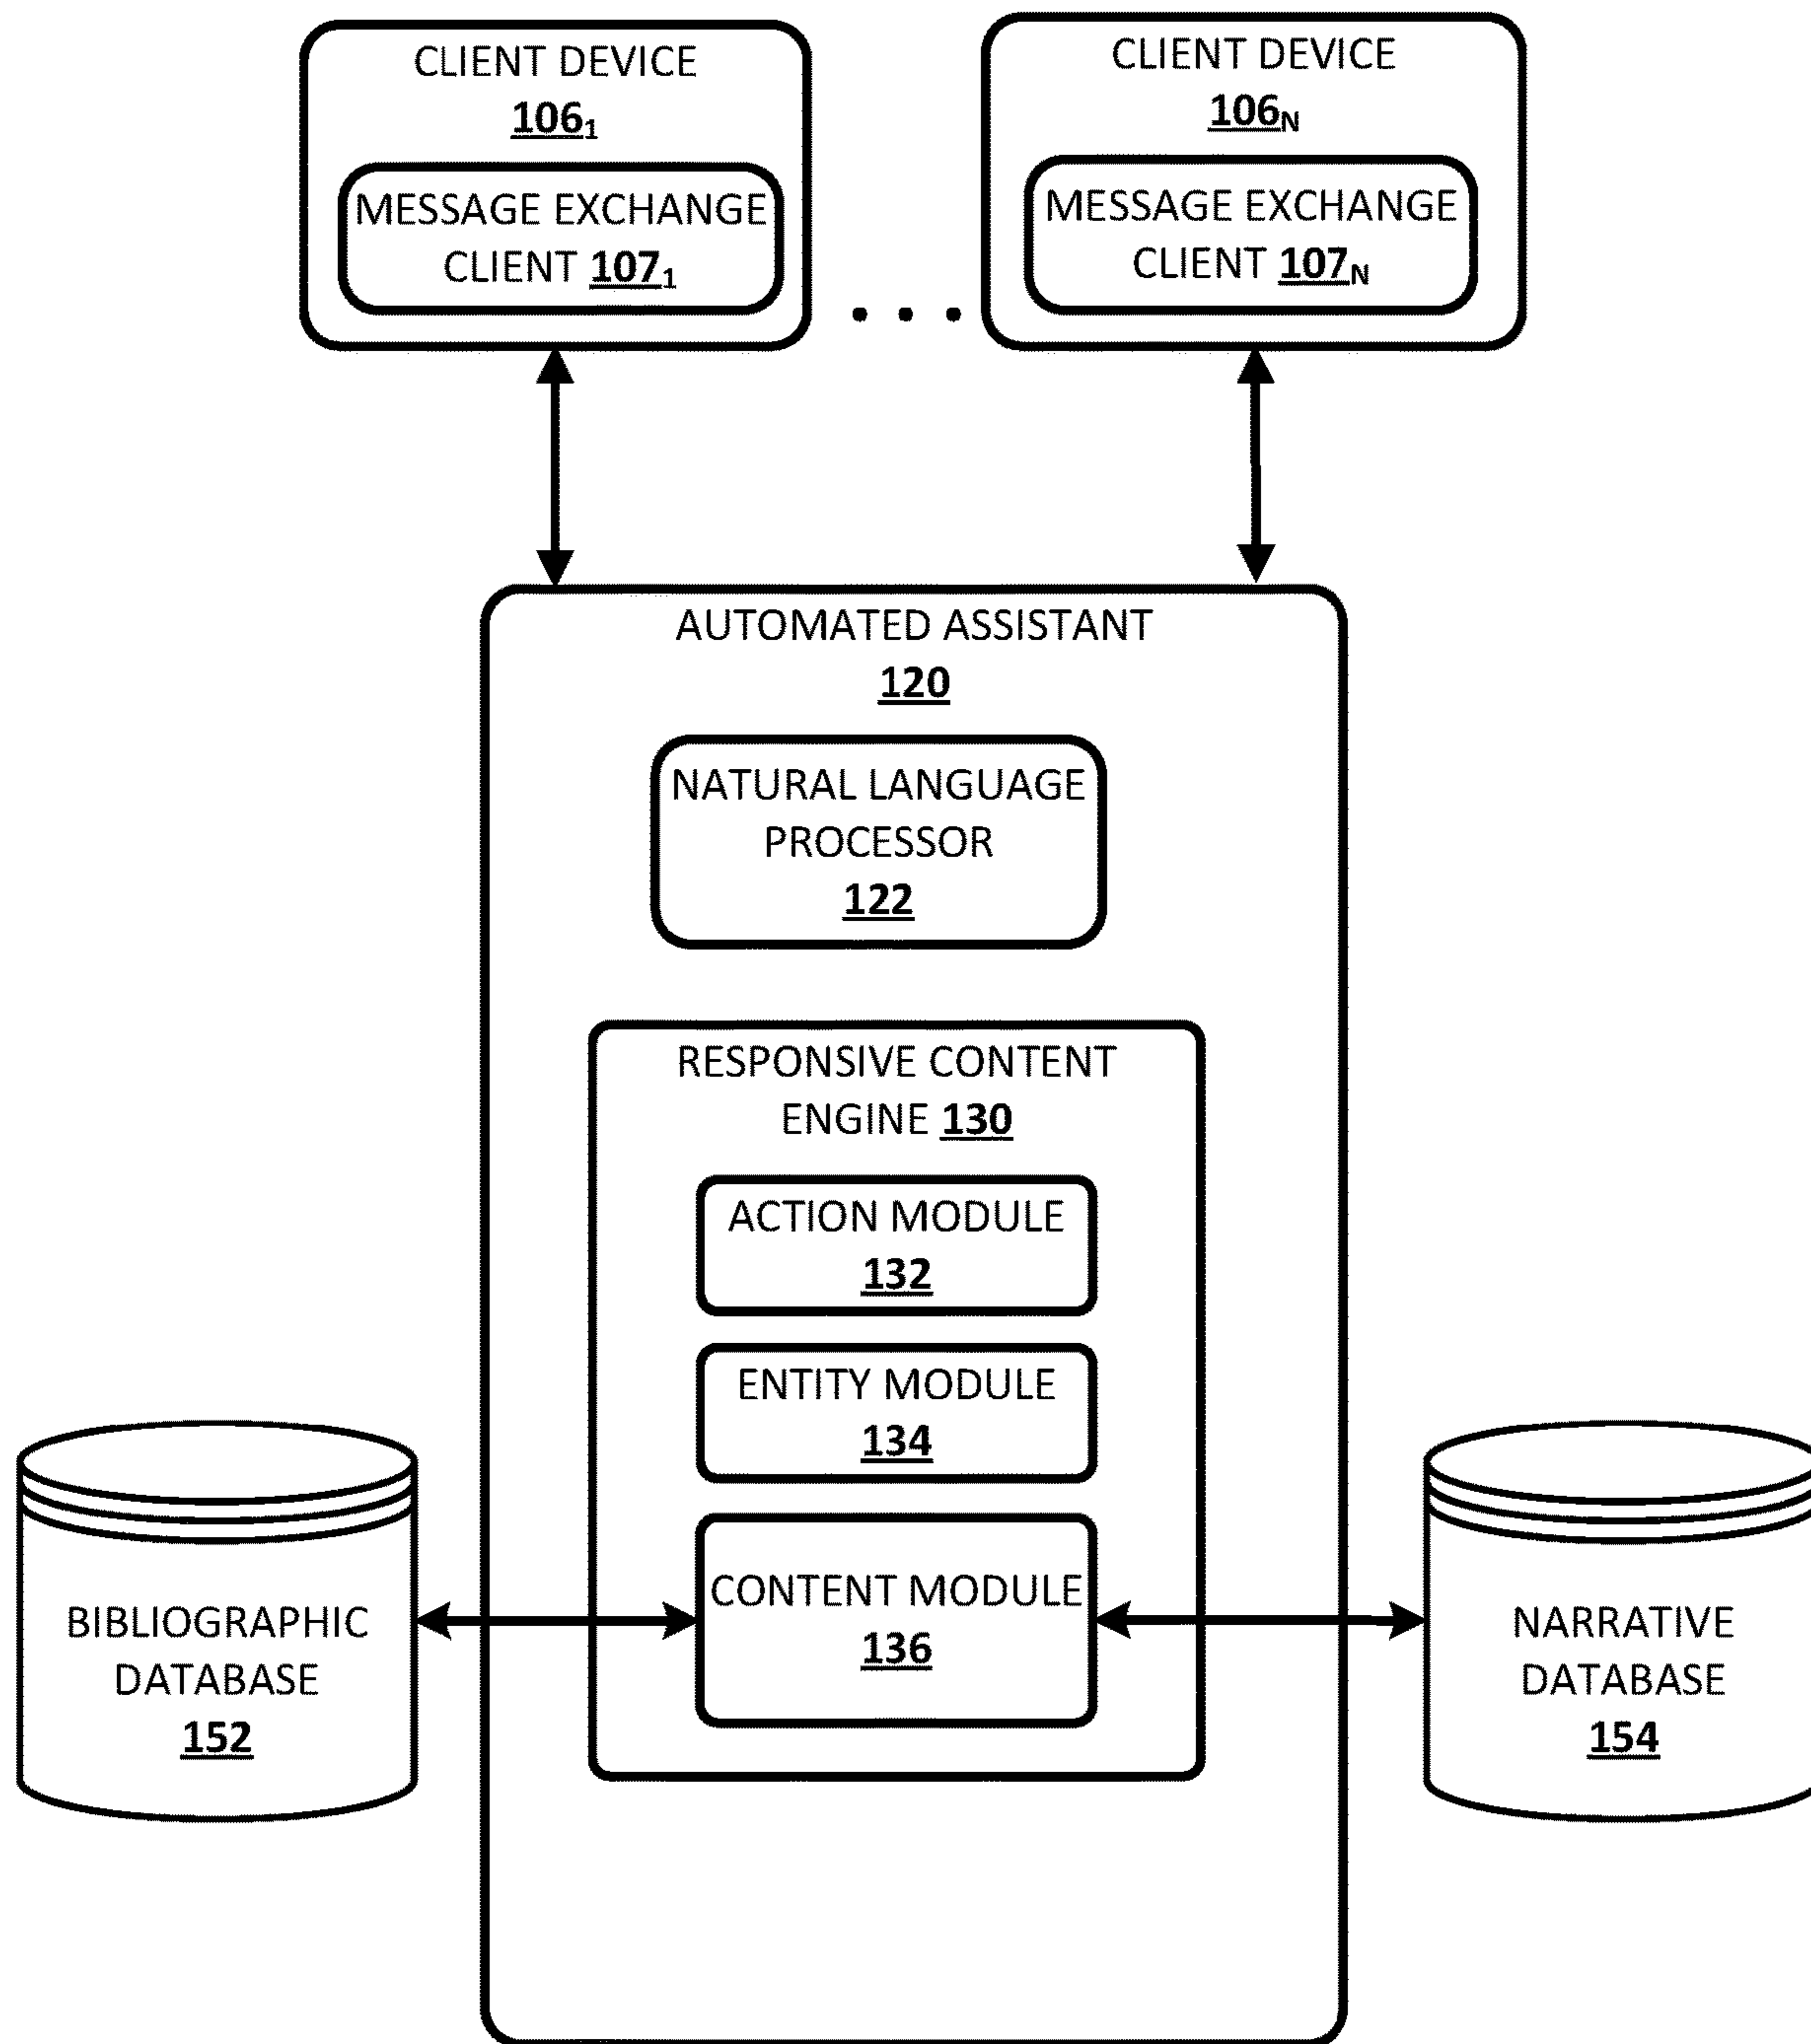 CLIENT DEVICE
106₁
MESSAGE EXCHANGE
CLIENT 107₁
CLIENT DEVICE
106N
MESSAGE EXCHANGE
CLIENT 107N
. . .
AUTOMATED ASSISTANT
120
NATURAL LANGUAGE
PROCESSOR
122
RESPONSIVE CONTENT
ENGINE 130
ACTION MODULE
132
ENTITY MODULE
134
CONTENT MODULE
136
BIBLIOGRAPHIC
DATABASE
152
NARRATIVE
DATABASE
154